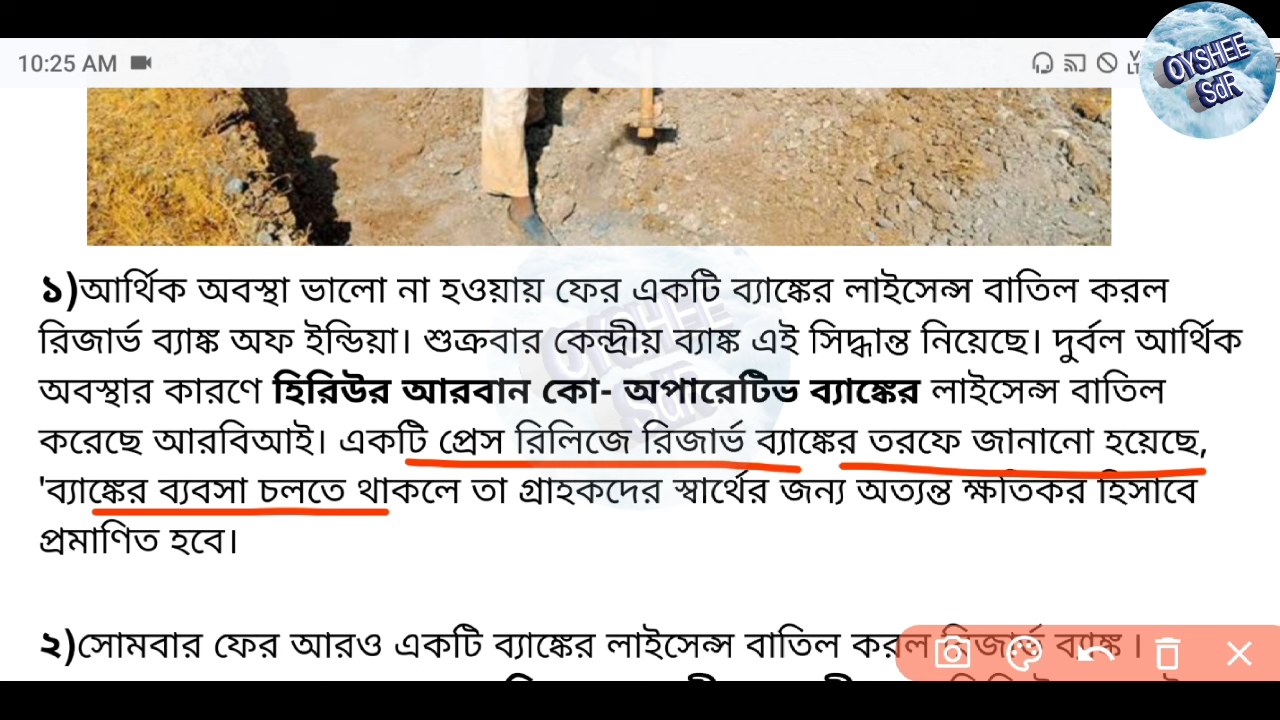 10:25 AM
OYSHEE
SdR
১)আর্থিক অবস্থা ভালো না হওয়ায় ফের একটি ব্যাঙ্কের লাইসেন্স বাতিল করল
রিজার্ভ ব্যাঙ্ক অফ ইন্ডিয়া। শুক্রবার কেন্দ্রীয় ব্যাঙ্ক এই সিদ্ধান্ত নিয়েছে। দুর্বল আর্থিক
অবস্থার কারণে হিরিউর আরবান কো- অপারেটিভ ব্যাঙ্কের লাইসেন্স বাতিল
করেছে আরবিআই। একটি প্রেস রিলিজে রিজার্ভ ব্যাঙ্কের তরফে জানানো হয়েছে,
'ব্যাঙ্কের ব্যবসা চলতে থাকলে তা গ্রাহকদের স্বার্থের জন্য অত্যন্ত ক্ষতিকর হিসাবে
প্রমাণিত হবে।
২)সোমবার ফের আরও একটি ব্যাঙ্কের লাইসেন্স বাতিল করল রিজার্ভ ব্যাঙ্ক ।